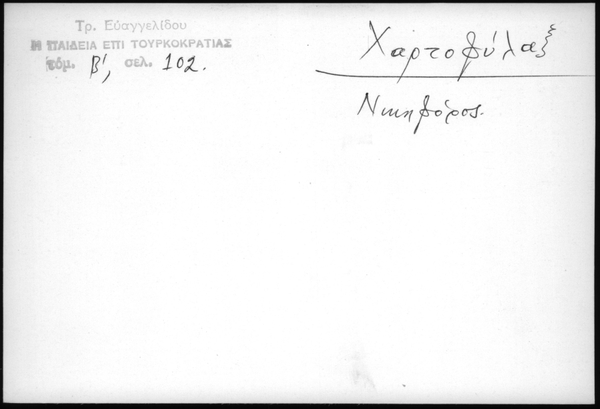 Τρ. Εὐαγγελίδου
Η ΠΑΙΔΕΙΑ ΕΠΙ ΤΟΥΡΚΟΚΡΑΤΙΑΣ
τόμ. Β', σελ. 102.
Χαρτοφύλαξ
Νικηφόρος.